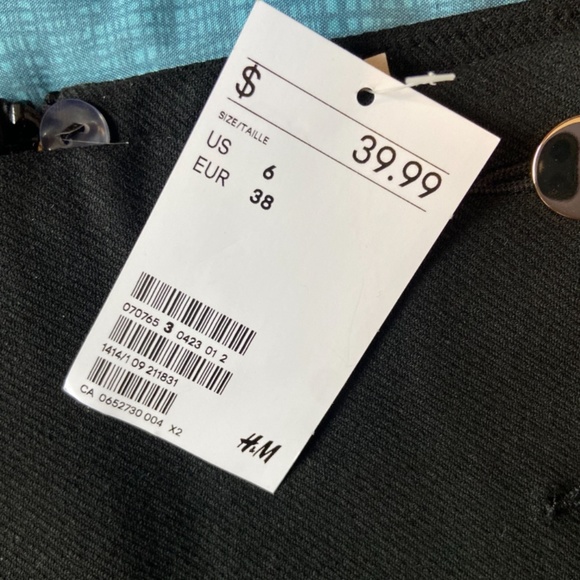 $ 39.99
SIZE/TAILLE
US 6
EUR 38
070765 3 0423 01 2
1414/1 09 211831
CA 0652730 004 X2
H&M